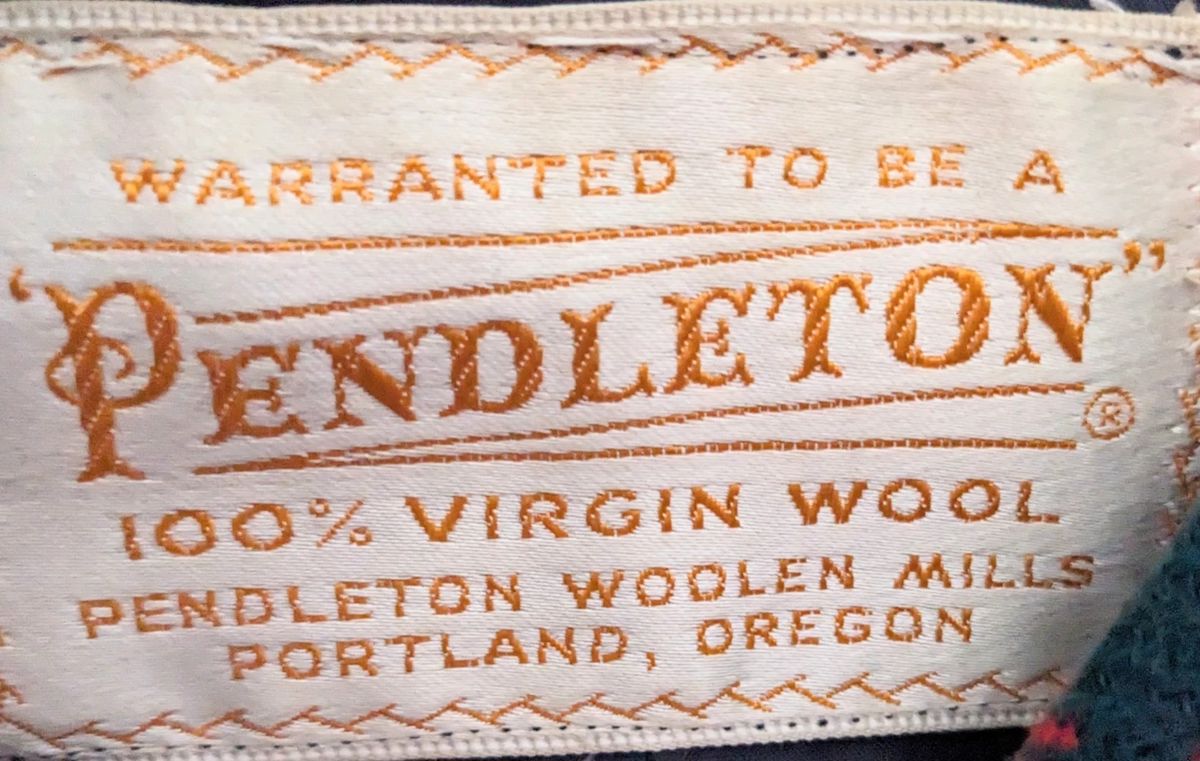 WARRANTED TO BE A
"PENDLETON"®
100% VIRGIN WOOL
PENDLETON WOOLEN MILLS
PORTLAND, OREGON